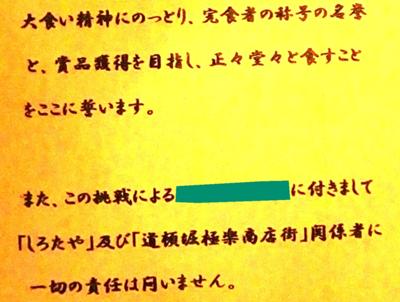 大食い精神にのっとり、完食者の称号の名誉
と、賞品獲得を目指し、正々堂々と食すこと
をここに誓います。
また、この挑戦による
に付きまして
「しろたや」及び「道頓堀極楽商店街」関係者に
一切の責任は問いません。